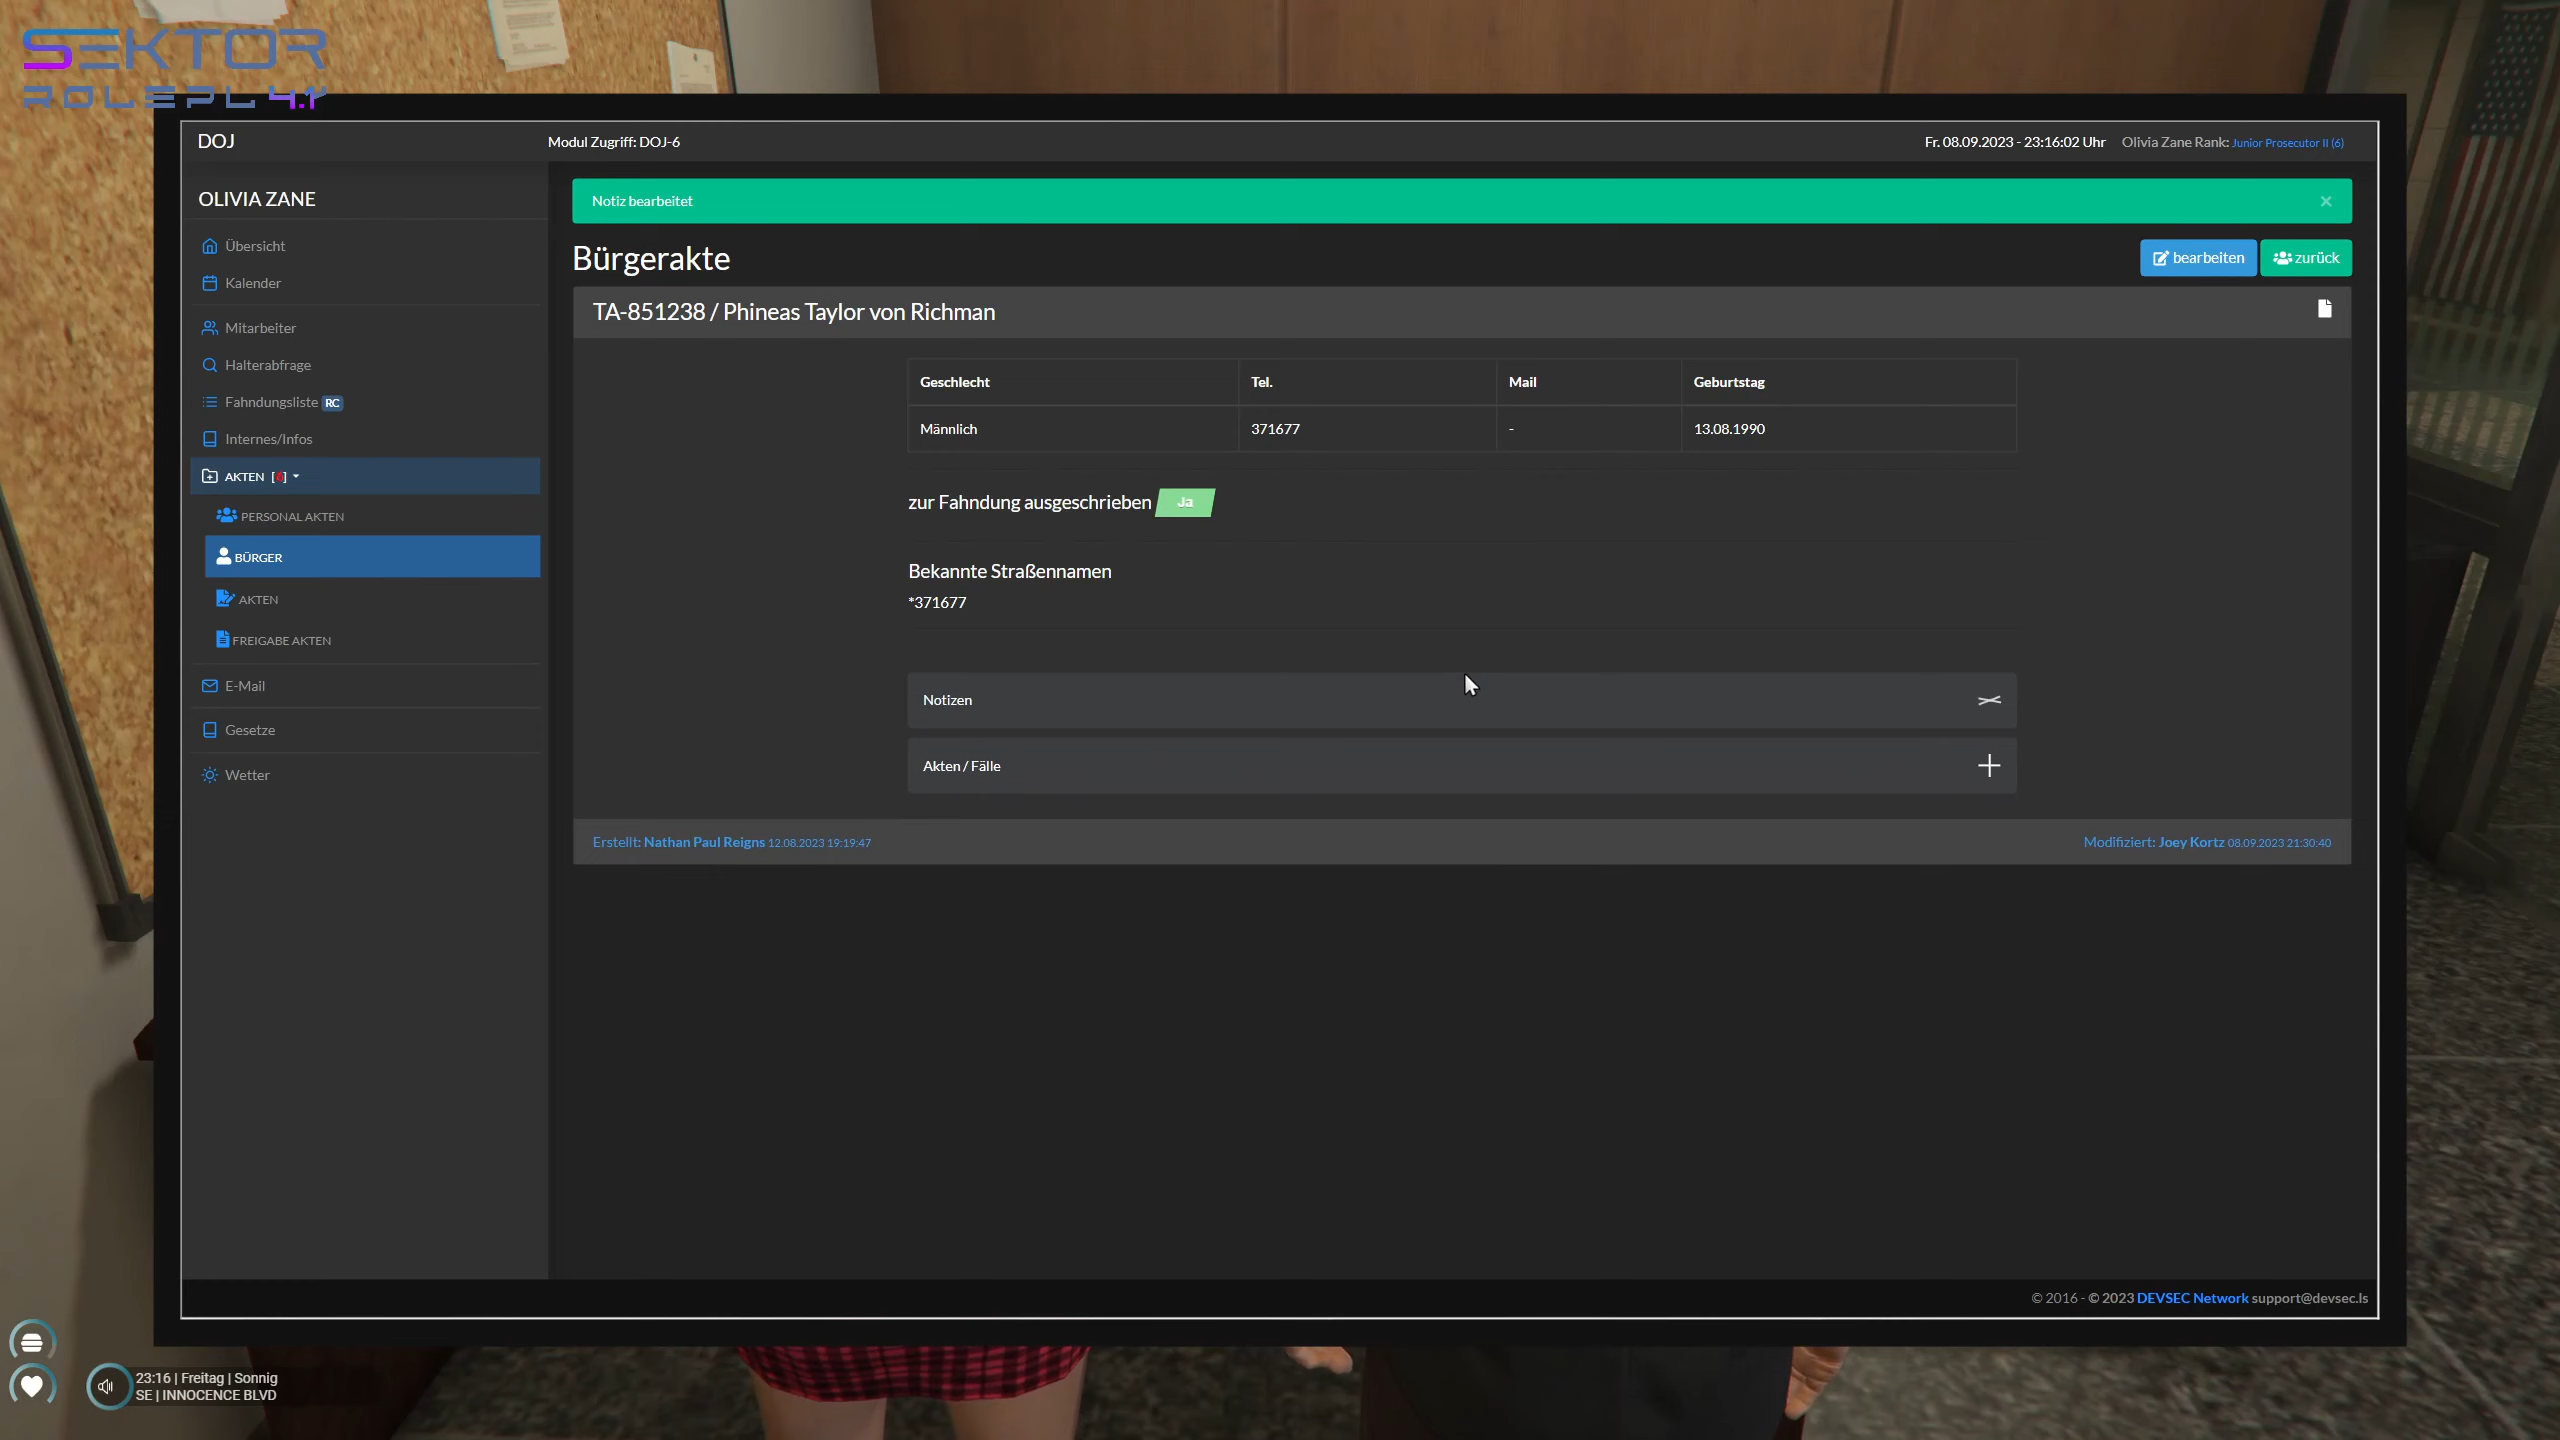 SEKTOR
ROLEPL4.Y
DOJ
Modul Zugriff: DOJ-6
Fr. 08.09.2023 - 23:16:02 Uhr
Olivia Zane Rank: Junior Prosecutor II (6)
OLIVIA ZANE
Übersicht
Kalender
Mitarbeiter
Halterabfrage
Fahndungsliste RC
Internes/Infos
AKTEN
PERSONAL AKTEN
BÜRGER
AKTEN
FREIGABE AKTEN
E-Mail
Gesetze
Wetter
Notiz bearbeitet
×
Bürgerakte
bearbeiten
zurück
TA-851238 / Phineas Taylor von Richman
Geschlecht Tel. Mail Geburtstag
Männlich 371677 - 13.08.1990
zur Fahndung ausgeschrieben Ja
Bekannte Straßennamen
*371677
Notizen
Akten / Fälle
Erstellt: Nathan Paul Reigns 12.08.2023 19:19:47
Modifiziert: Joey Kortz 08.09.2023 21:30:40
© 2016 - © 2023 DEVSEC Network support@devsec.ls
23:16 | Freitag | Sonnig
SE | INNOCENCE BLVD